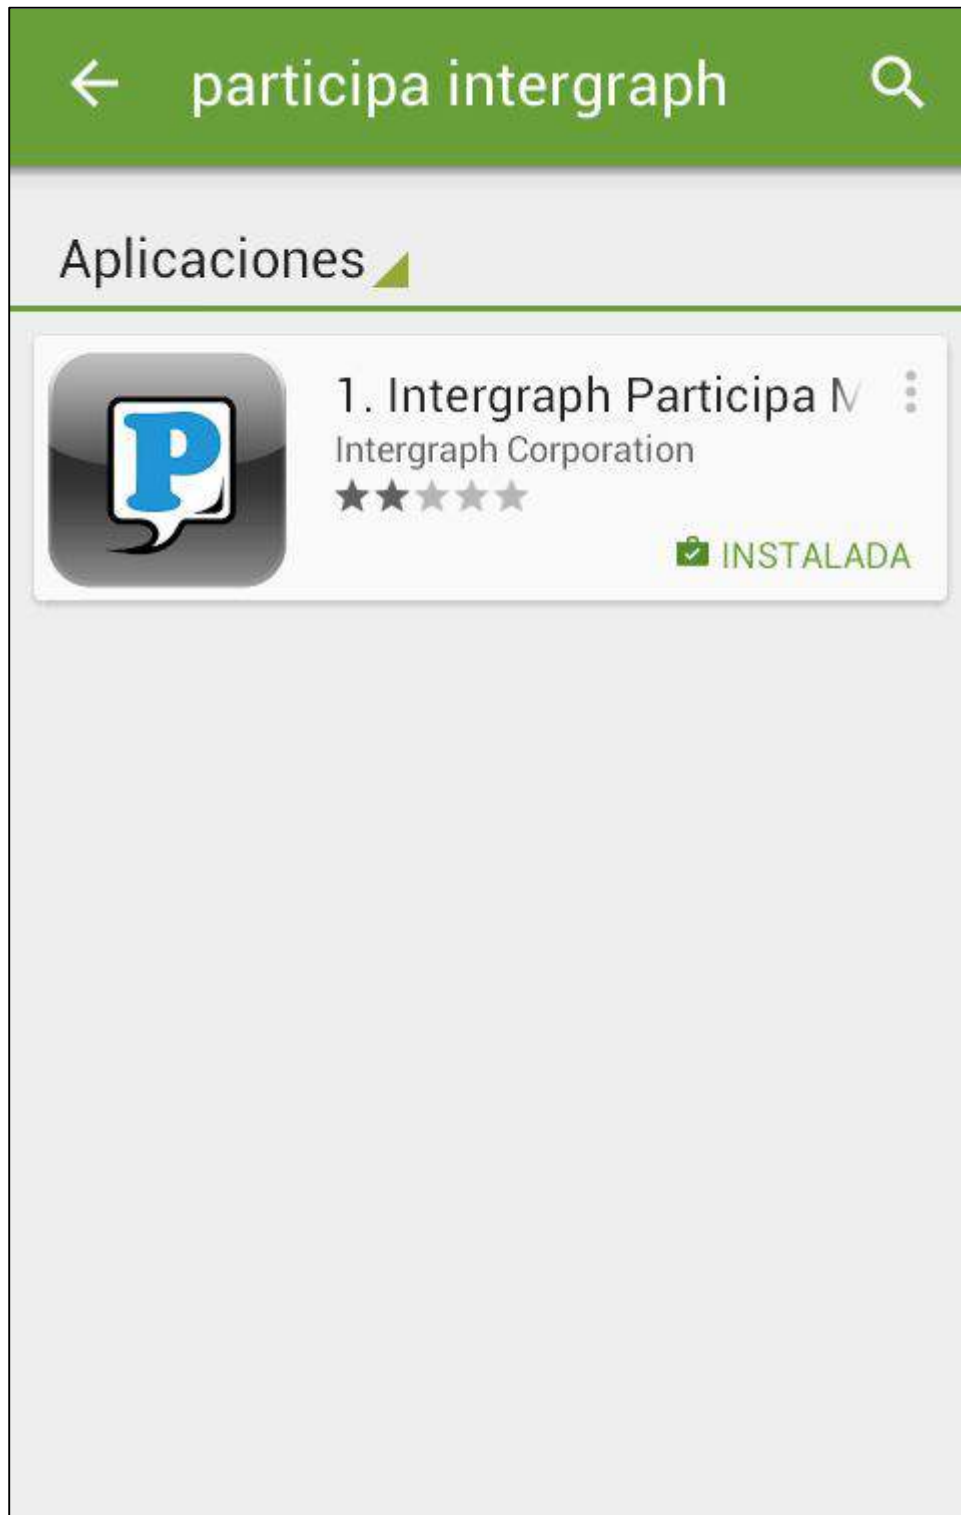 participa intergraph
Aplicaciones
P
1. Intergraph Participa M
Intergraph Corporation
INSTALADA